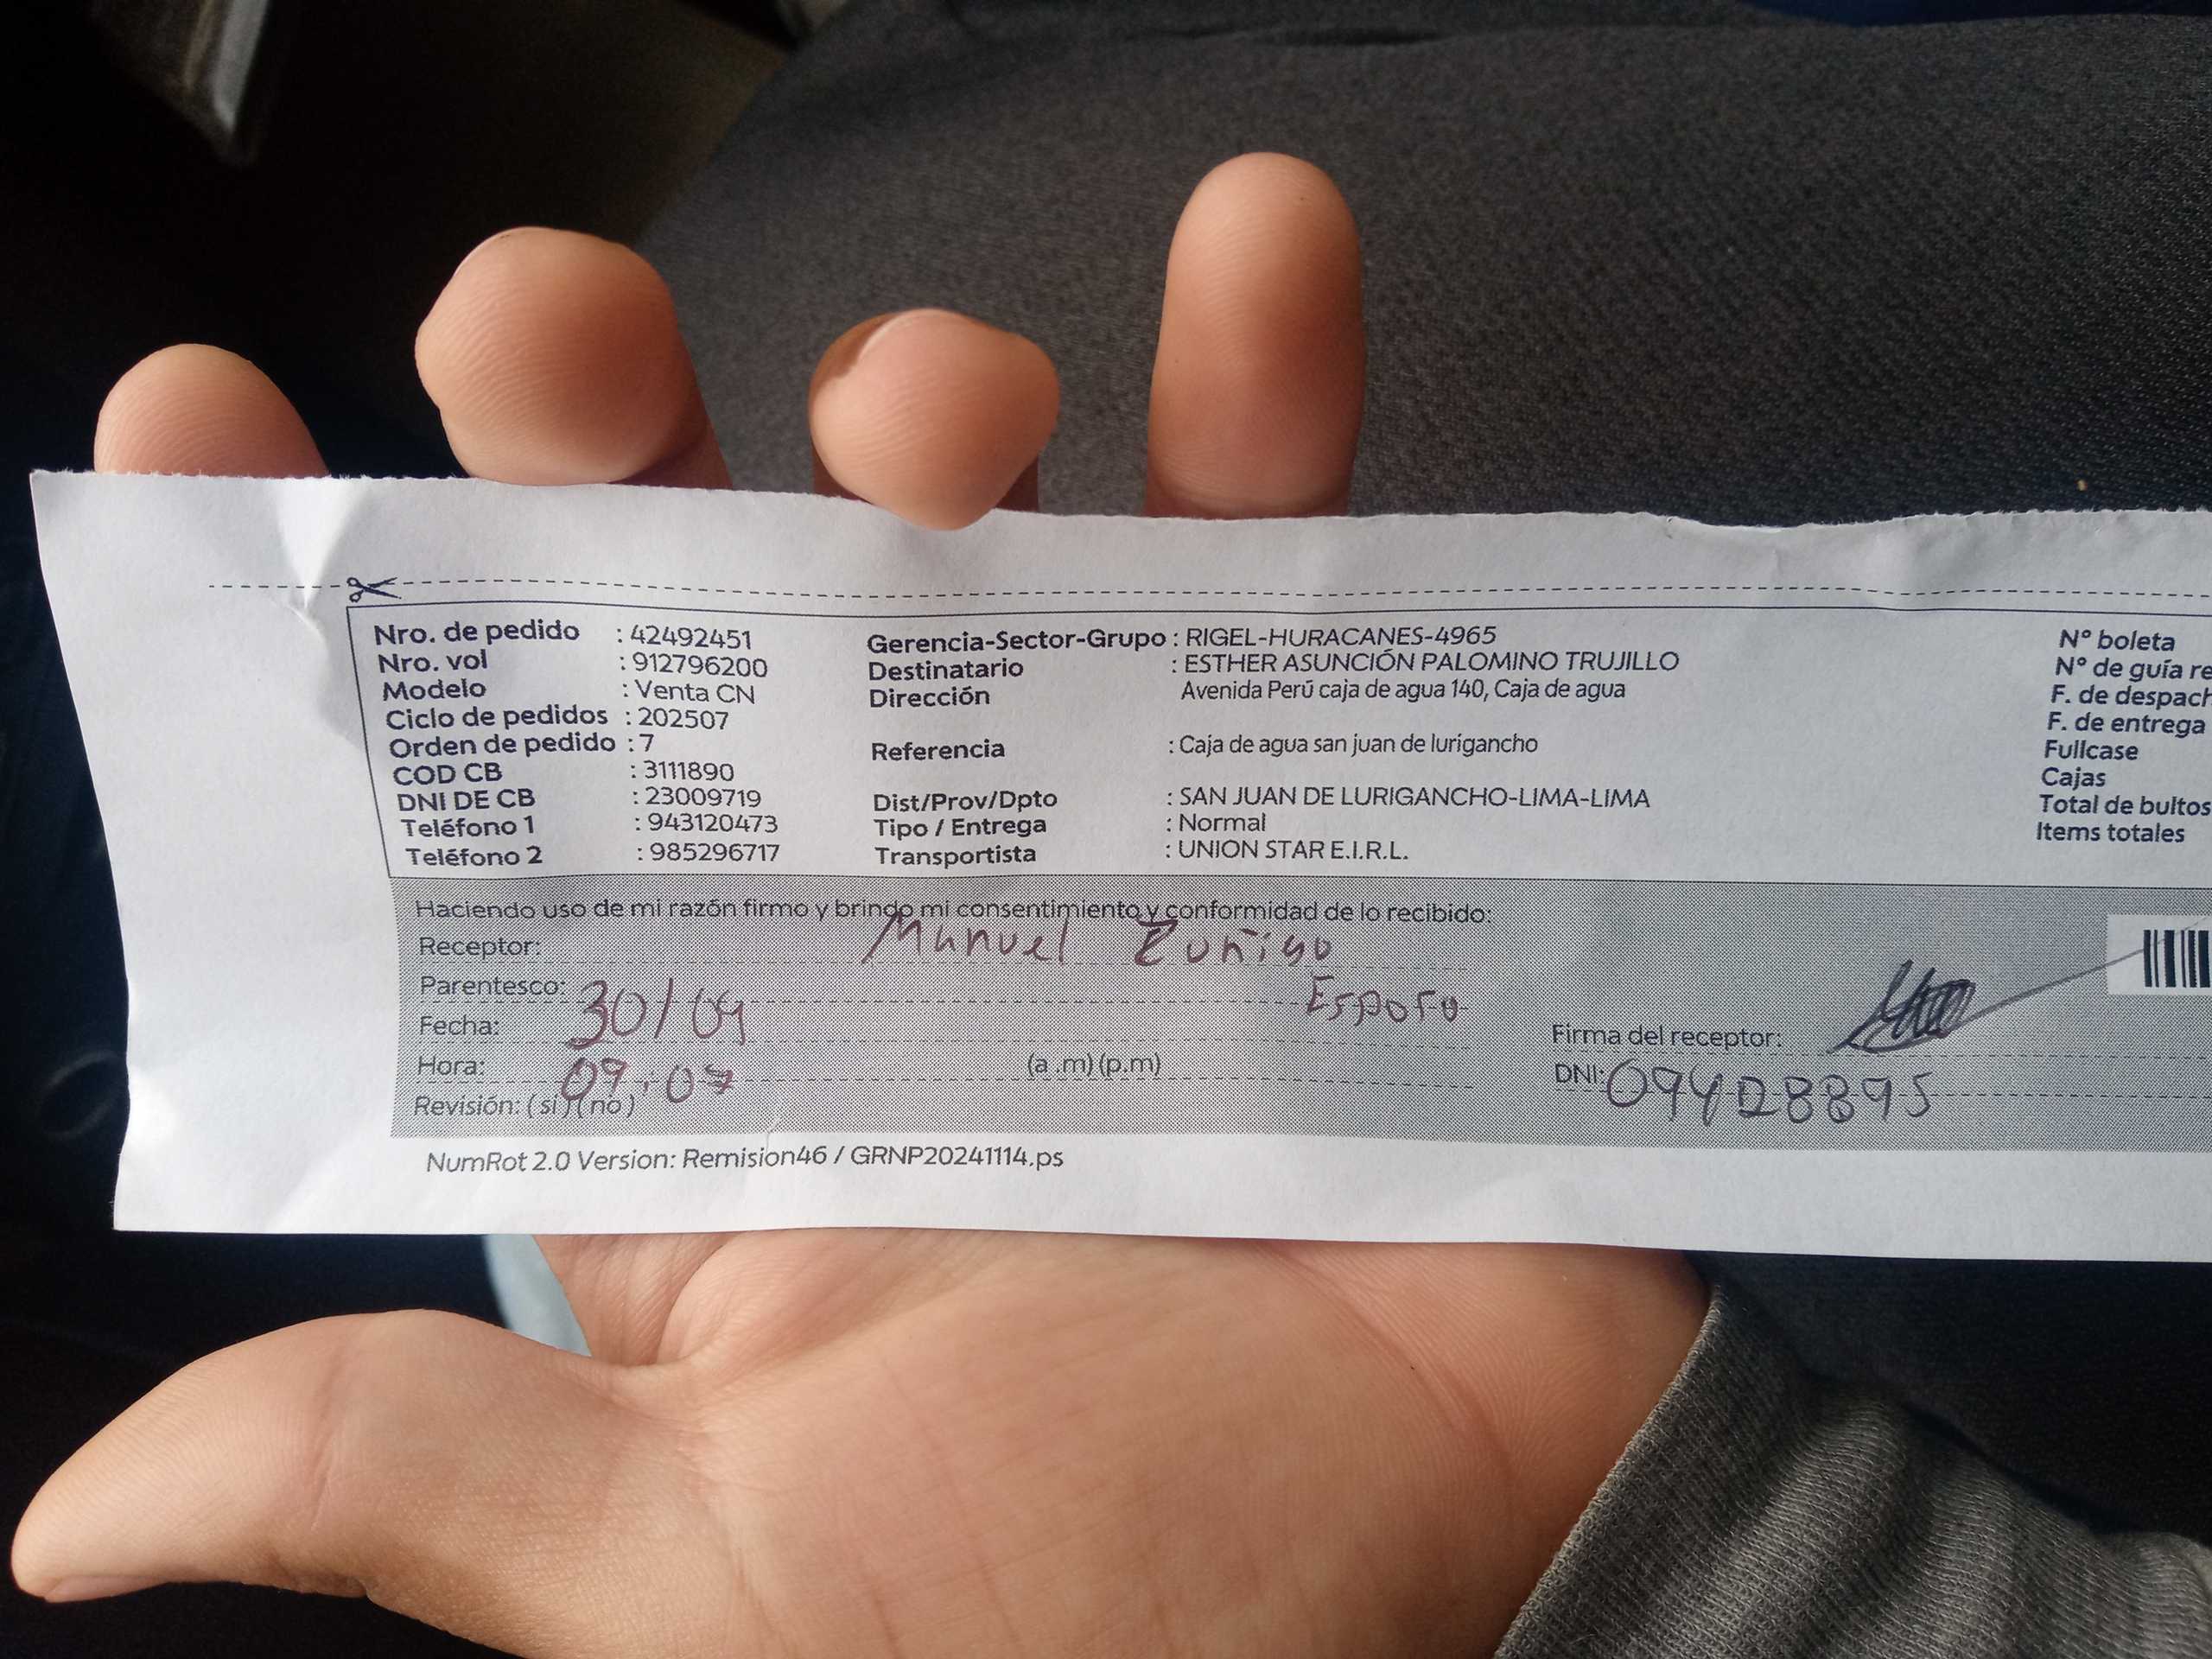 Nro. de pedido : 42492451
Nro. vol : 912796200
Modelo : Venta CN
Ciclo de pedidos : 202507
Orden de pedido : 7
COD CB : 3111890
DNI DE CB : 23009719
Teléfono 1 : 943120473
Teléfono 2 : 985296717
Gerencia-Sector-Grupo : RIGEL-HURACANES-4965
Destinatario : ESTHER ASUNCIÓN PALOMINO TRUJILLO
Dirección Avenida Perú caja de agua 140, Caja de agua
Referencia : Caja de agua san juan de lurigancho
Dist/Prov/Dpto : SAN JUAN DE LURIGANCHO-LIMA-LIMA
Tipo / Entrega : Normal
Transportista : UNION STAR E.I.R.L.
N° boleta
N° de guía re
F. de despach
F. de entrega
Fullcase
Cajas
Total de bultos
Items totales
Haciendo uso de mi razón firmo y brindo mi consentimiento y conformidad de lo recibido:
Receptor: Manuel Zuñiga
Parentesco: Esposo
Fecha: 30/04
Hora: 09:07 (a .m) (p.m)
Revisión: ( si ) ( no )
Firma del receptor:
DNI:
NumRot 2.0 Version: Remision46 / GRNP20241114.ps